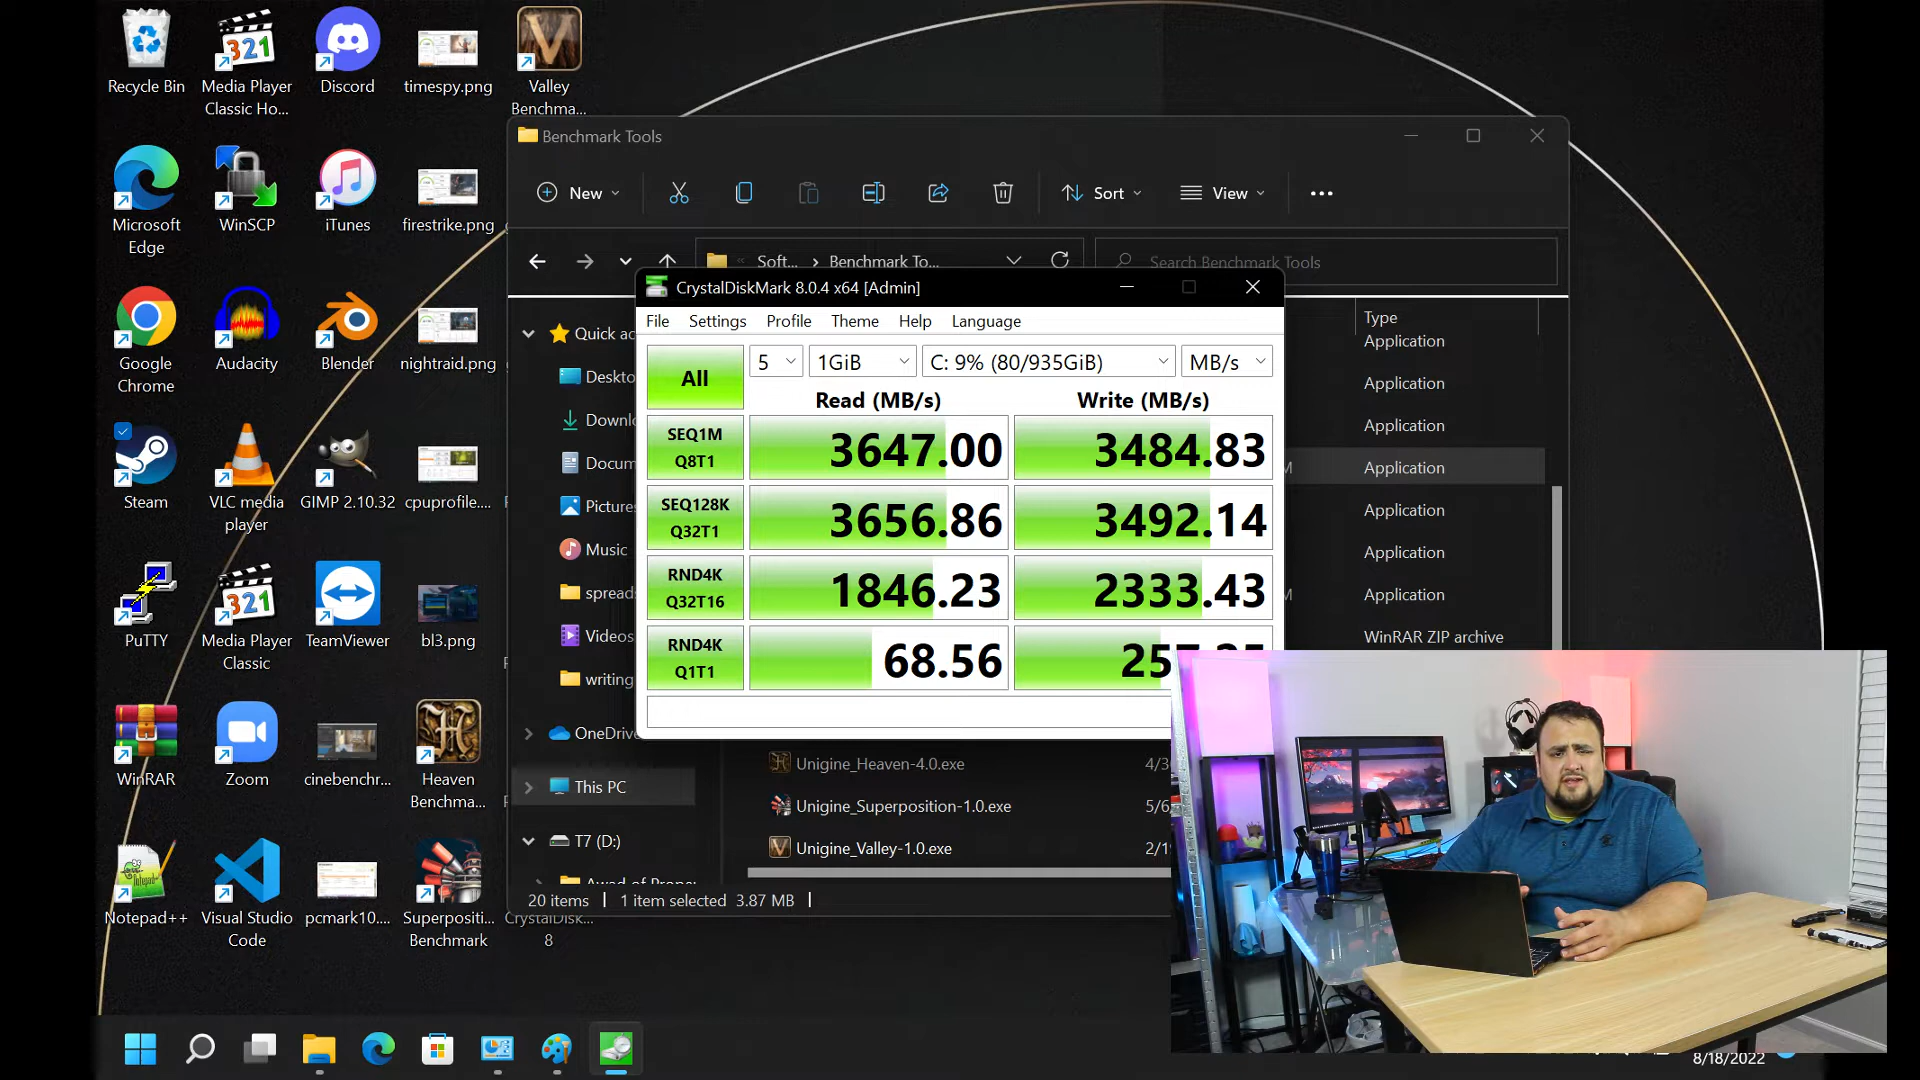 Recycle Bin
Media Player
Classic Ho...
Discord
timespy.png
Valley
Benchma...
Microsoft
Edge
WinSCP
iTunes
firestrike.png
Google
Chrome
Audacity
Blender
nightraid.png
Steam
VLC media
player
GIMP 2.10.32
cpuprofile....
PuTTY
Media Player
Classic
TeamViewer
bl3.png
WinRAR
Zoom
cinebenchr...
Heaven
Benchma...
Notepad++
Visual Studio
Code
pcmark10....
Superpositi...
Benchmark
CrystalDisk...
8
Benchmark Tools
New
Sort
View
Soft...
Benchmark To...
Search Benchmark Tools
Quick ac
Deskto
Downlo
Docum
Pictures
Music
spreads
Videos
writing
OneDrive
This PC
T7 (D:)
Type
Application
Application
Application
Application
Application
Application
Application
WinRAR ZIP archive
Unigine_Heaven-4.0.exe
Unigine_Superposition-1.0.exe
Unigine_Valley-1.0.exe
20 items
1 item selected 3.87 MB
CrystalDiskMark 8.0.4 x64 [Admin]
File Settings Profile Theme Help Language
All
5 1GiB C: 9% (80/935GiB) MB/s
Read (MB/s) Write (MB/s)
SEQ1M
Q8T1
3647.00 3484.83
SEQ128K
Q32T1
3656.86 3492.14
RND4K
Q32T16
1846.23 2333.43
RND4K
Q1T1
68.56
321
321
8/18/2022